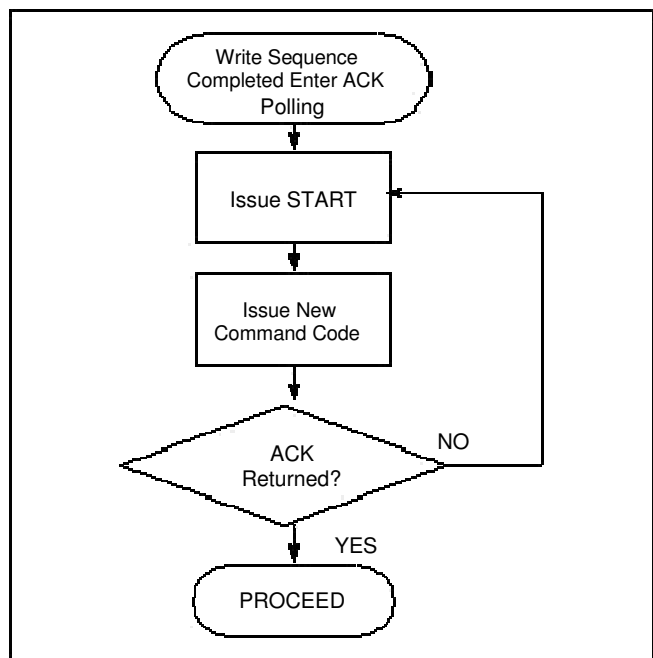 Write Sequence
Completed Enter ACK
Polling
Issue START
Issue New
Command Code
ACK
Returned?
NO
YES
PROCEED